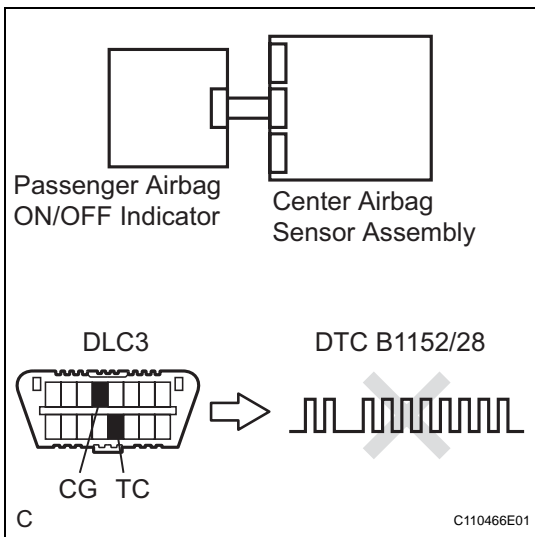 Passenger Airbag
ON/OFF Indicator
Center Airbag
Sensor Assembly
DLC3
DTC B1152/28
CG TC
C
C110466E01